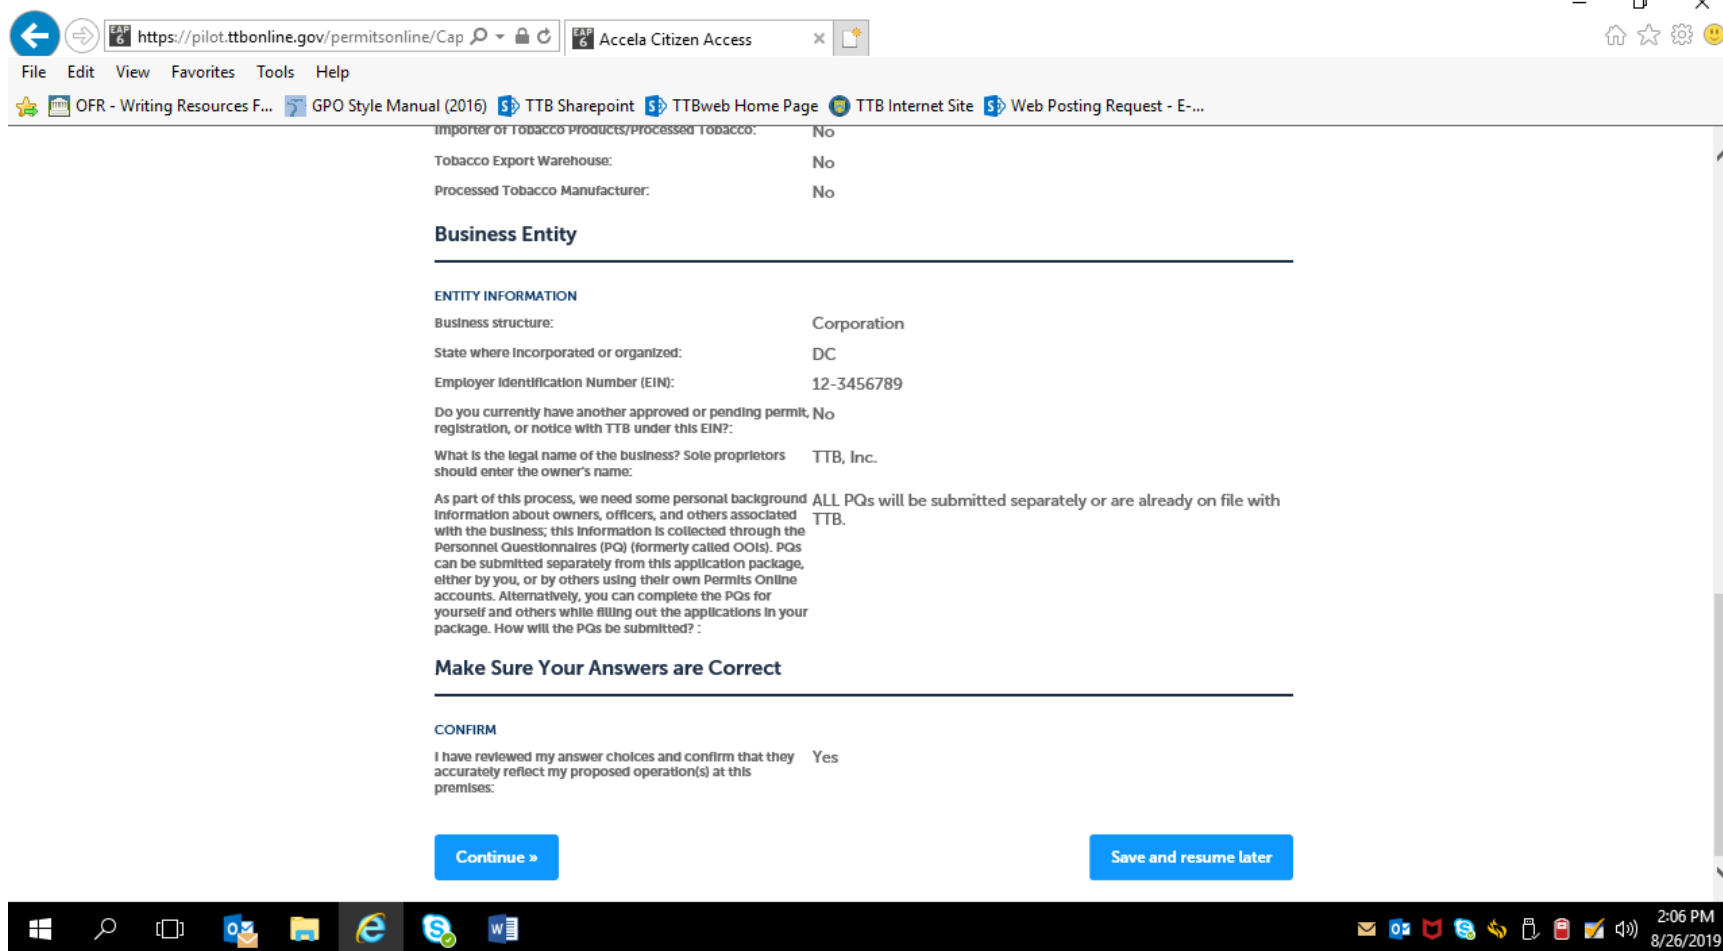 https://pilot.ttbonline.gov/permitsonline/Cap
Accela Citizen Access
File Edit View Favorites Tools Help
OFR - Writing Resources F... GPO Style Manual (2016) TTB Sharepoint TTBweb Home Page TTB Internet Site Web Posting Request - E-...
Importer of Tobacco Products/Processed Tobacco: No
Tobacco Export Warehouse: No
Processed Tobacco Manufacturer: No
Business Entity
ENTITY INFORMATION
Business structure: Corporation
State where incorporated or organized: DC
Employer Identification Number (EIN): 12-3456789
Do you currently have another approved or pending permit, No
registration, or notice with TTB under this EIN?:
What is the legal name of the business? Sole proprietors TTB, Inc.
should enter the owner's name:
As part of this process, we need some personal background ALL PQs will be submitted separately or are already on file with
information about owners, officers, and others associated TTB.
with the business; this information is collected through the
Personnel Questionnaires (PQ) (formerly called OOIs). PQs
can be submitted separately from this application package,
either by you, or by others using their own Permits Online
accounts. Alternatively, you can complete the PQs for
yourself and others while filling out the applications in your
package. How will the PQs be submitted? :
Make Sure Your Answers are Correct
CONFIRM
I have reviewed my answer choices and confirm that they Yes
accurately reflect my proposed operation(s) at this
premises:
Continue »
Save and resume later
2:06 PM
8/26/2019